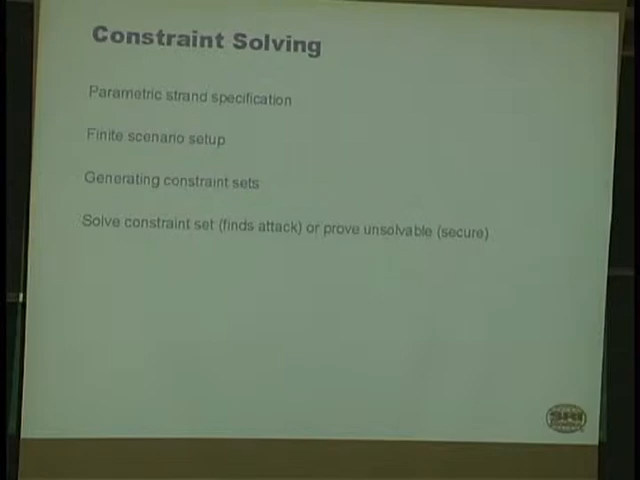 Constraint Solving
Parametric strand specification
Finite scenario setup
Generating constraint sets
Solve constraint set (finds attack) or prove unsolvable (secure)
SRI